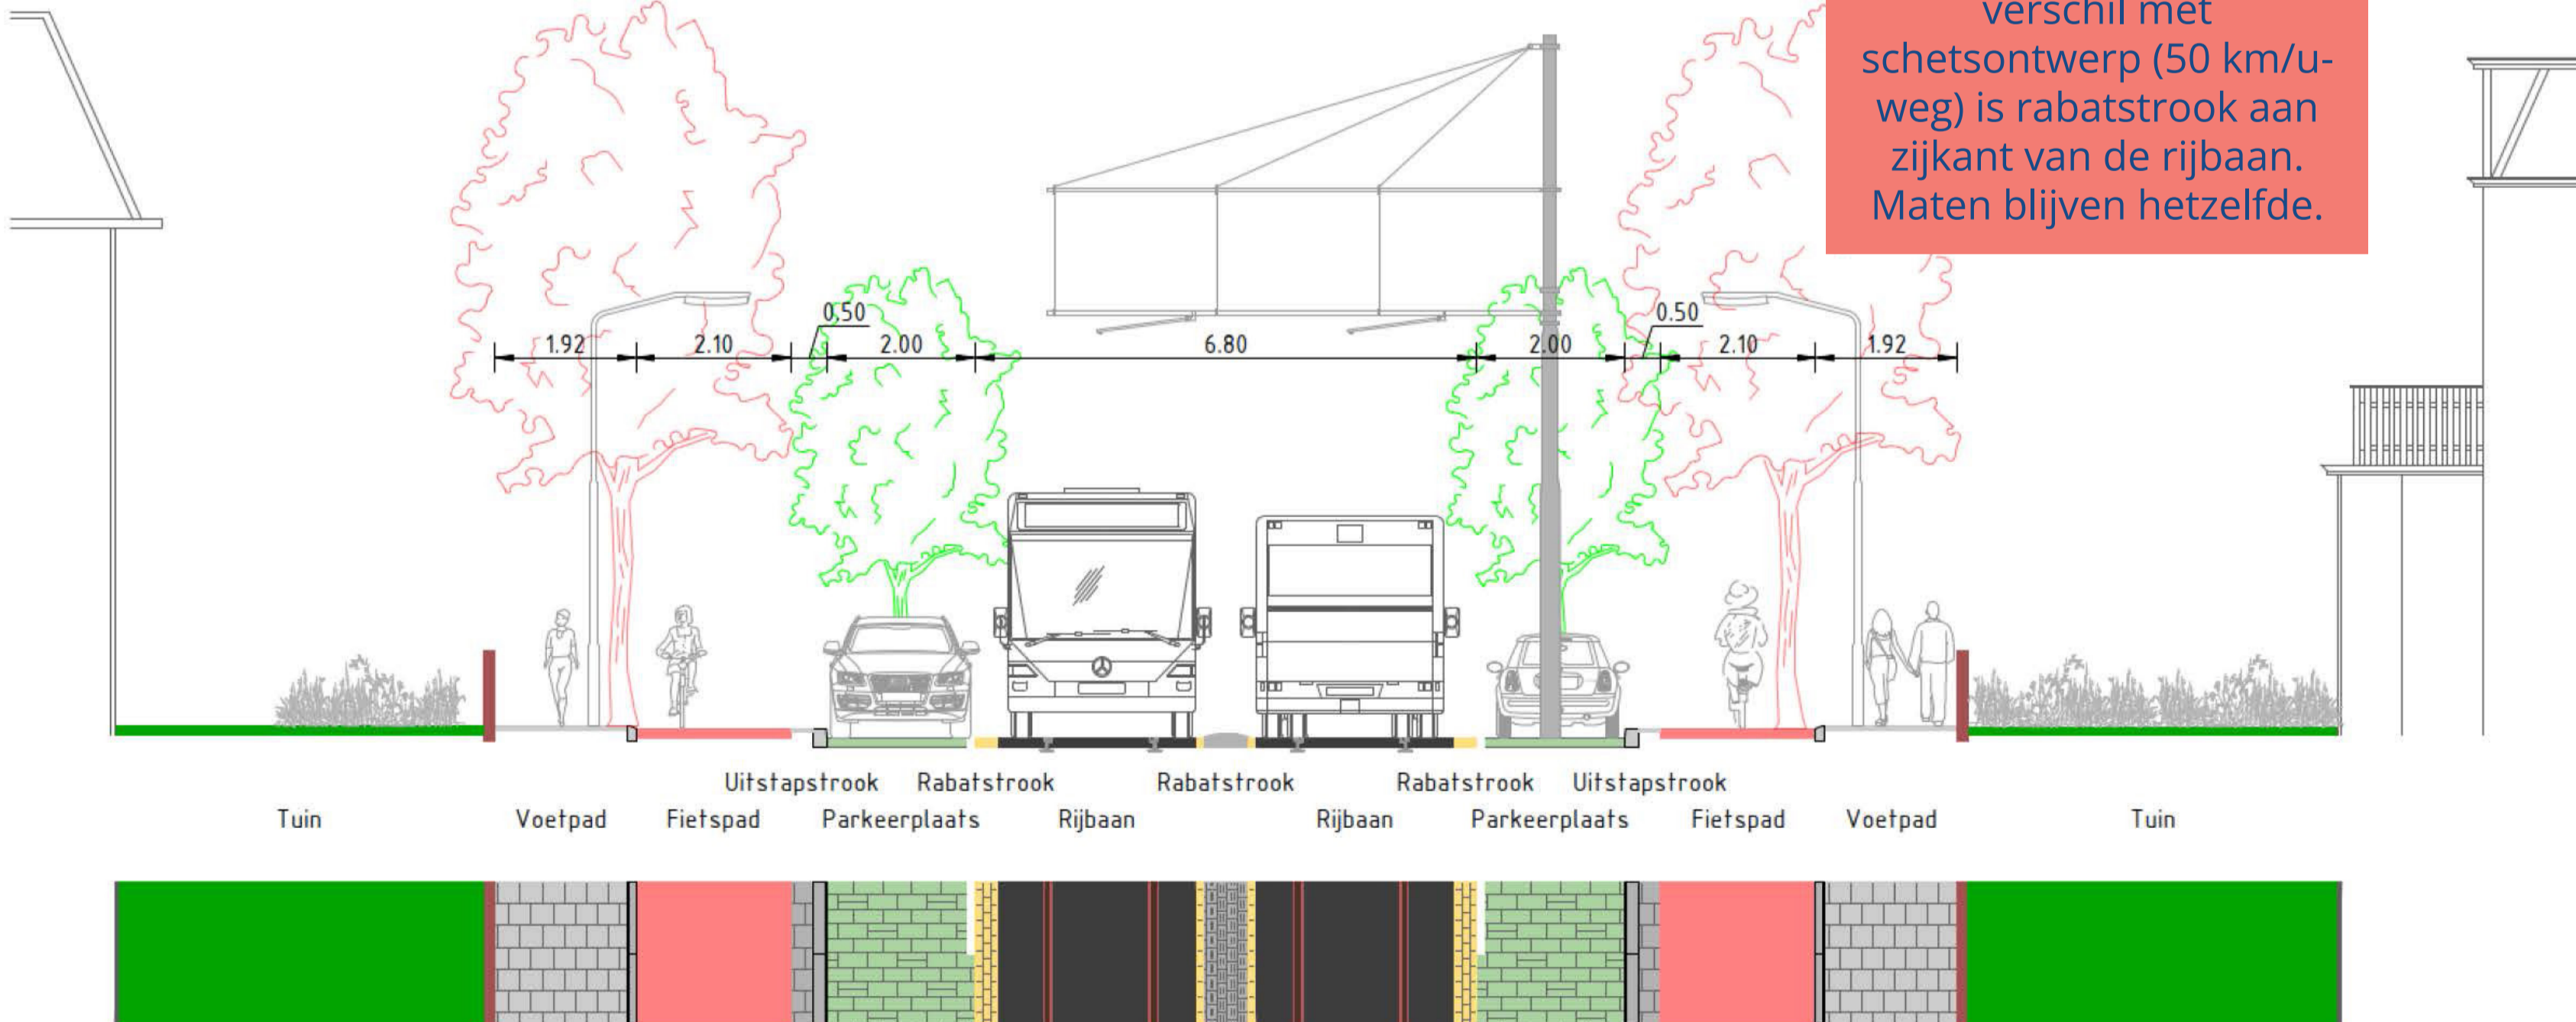 verschil met
schetsontwerp (50 km/u-
weg) is rabatstrook aan
zijkant van de rijbaan.
Maten blijven hetzelfde.
0.50 0.50
1.92 2.10 2.00 6.80 2.00 2.10 1.92
Uitstapstrook Rabatstrook Rabatstrook Rabatstrook Uitstapstrook
Tuin Voetpad Fietspad Parkeerplaats Rijbaan Rijbaan Parkeerplaats Fietspad Voetpad Tuin